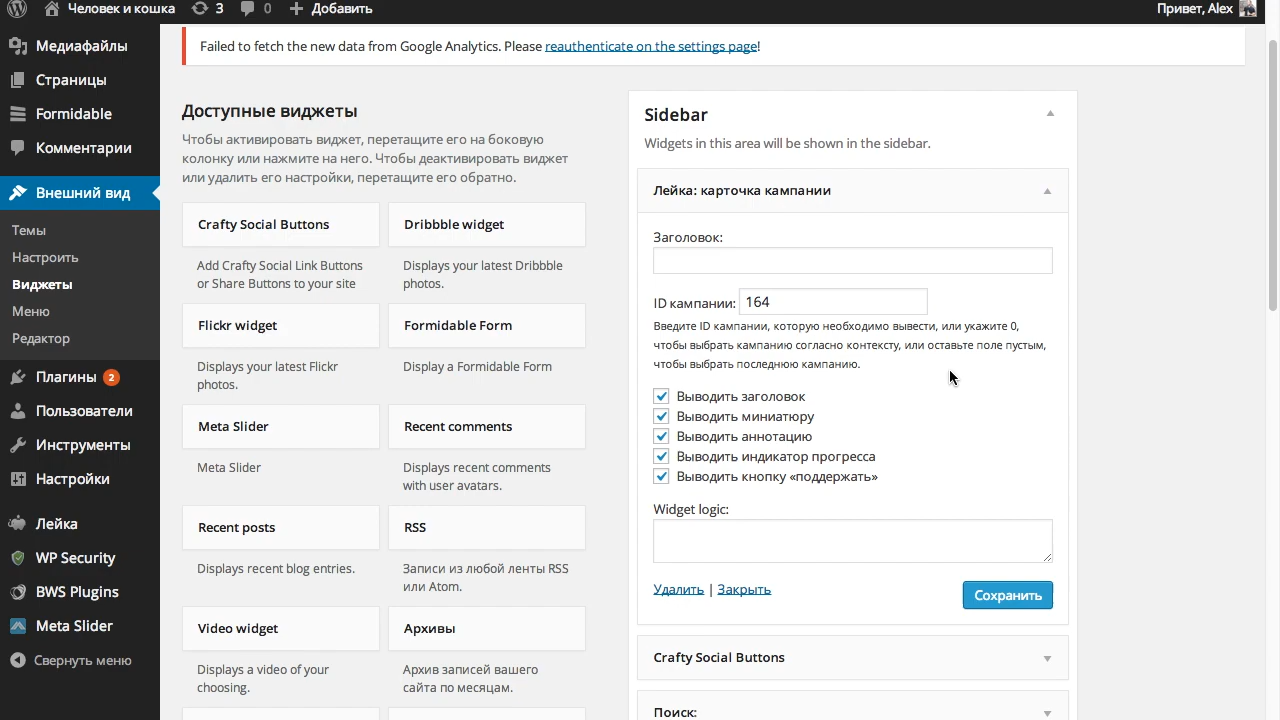 Человек и кошка 3 0 Добавить Привет, Alex
Медиафайлы
Страницы
Formidable
Комментарии
Внешний вид
Темы
Настроить
Виджеты
Меню
Редактор
Плагины 2
Пользователи
Инструменты
Настройки
Лейка
WP Security
BWS Plugins
Meta Slider
Свернуть меню
Failed to fetch the new data from Google Analytics. Please reauthenticate on the settings page!
Доступные виджеты
Чтобы активировать виджет, перетащите его на боковую
колонку или нажмите на него. Чтобы деактивировать виджет
или удалить его настройки, перетащите его обратно.
Crafty Social Buttons
Add Crafty Social Link Buttons
or Share Buttons to your site
Dribbble widget
Displays your latest Dribbble
photos.
Flickr widget
Displays your latest Flickr
photos.
Formidable Form
Display a Formidable Form
Meta Slider
Meta Slider
Recent comments
Displays recent comments
with user avatars.
Recent posts
Displays recent blog entries.
RSS
Записи из любой ленты RSS
или Atom.
Video widget
Displays a video of your
choosing.
Архивы
Архив записей вашего
сайта по месяцам.
Sidebar
Widgets in this area will be shown in the sidebar.
Лейка: карточка кампании
Заголовок:
ID кампании: 164
Введите ID кампании, которую необходимо вывести, или укажите 0,
чтобы выбрать кампанию согласно контексту, или оставьте поле пустым,
чтобы выбрать последнюю кампанию.
Выводить заголовок
Выводить миниатюру
Выводить аннотацию
Выводить индикатор прогресса
Выводить кнопку «поддержать»
Widget logic:
Удалить | Закрыть
Сохранить
Crafty Social Buttons
Поиск: